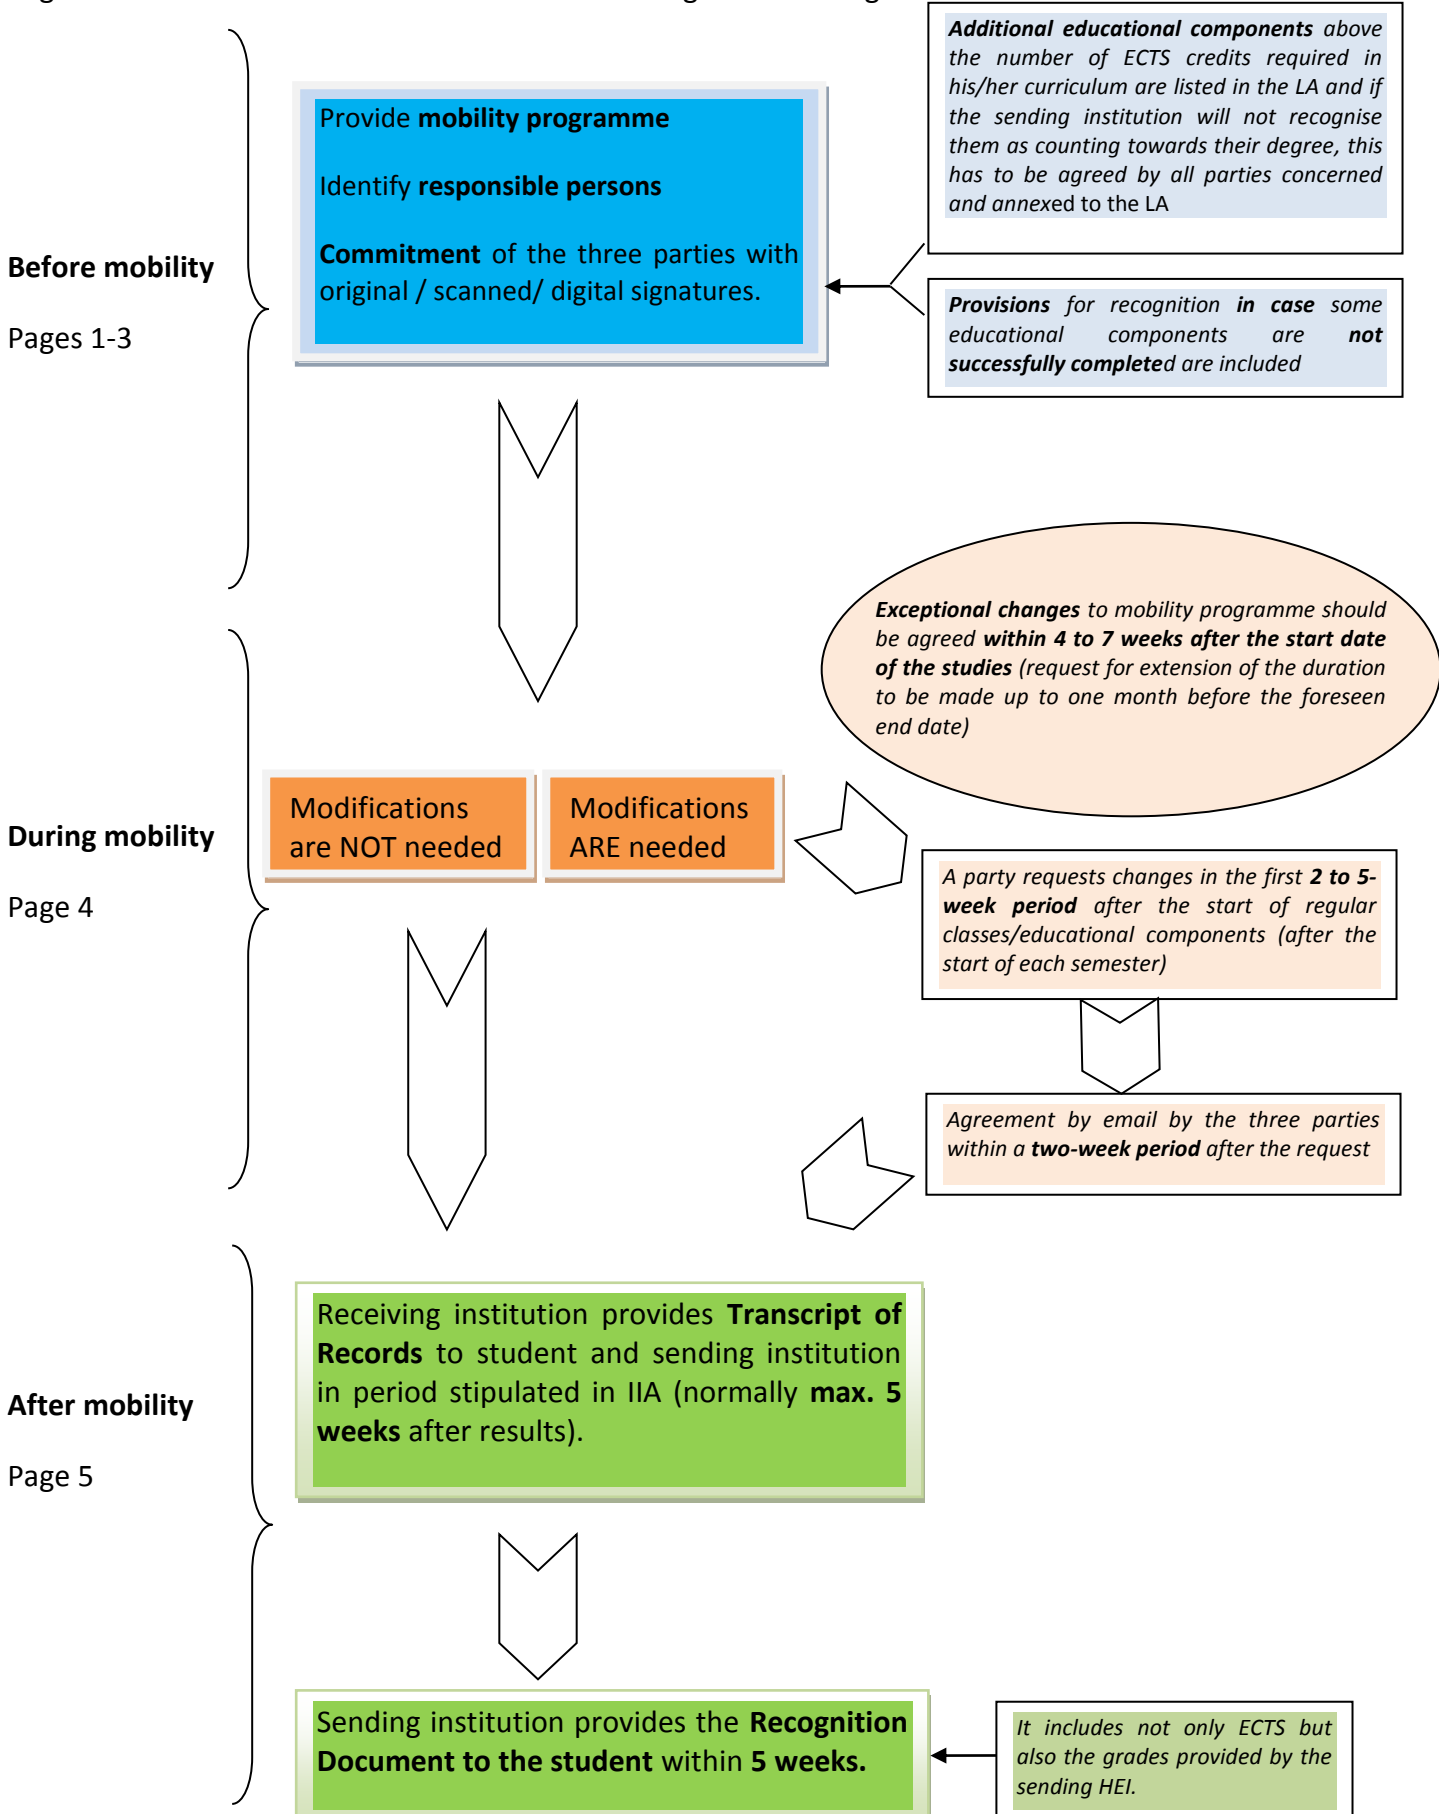 Additional educational components above
the number of ECTS credits required in
his/her curriculum are listed in the LA and if
the sending institution will not recognise
them as counting towards their degree, this
has to be agreed by all parties concerned
and annexed to the LA
Provide mobility programme
Identify responsible persons
Commitment of the three parties with
original / scanned/ digital signatures.
Before mobility
Pages 1-3
Provisions for recognition in case some
educational components are not
successfully completed are included
Exceptional changes to mobility programme should
be agreed within 4 to 7 weeks after the start date
of the studies (request for extension of the duration
to be made up to one month before the foreseen
end date)
Modifications
are NOT needed
Modifications
ARE needed
During mobility
Page 4
A party requests changes in the first 2 to 5-
week period after the start of regular
classes/educational components (after the
start of each semester)
Agreement by email by the three parties
within a two-week period after the request
Receiving institution provides Transcript of
Records to student and sending institution
in period stipulated in IIA (normally max. 5
weeks after results).
After mobility
Page 5
Sending institution provides the Recognition
Document to the student within 5 weeks.
It includes not only ECTS but
also the grades provided by the
sending HEI.